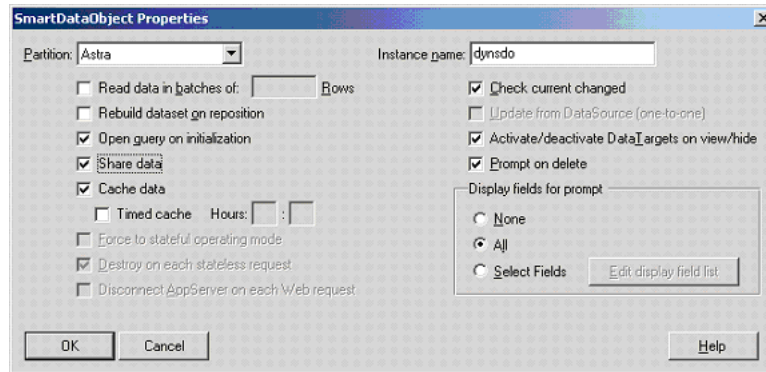 SmartDataObject Properties
Partition: Astra
Instance name: dynsdo
Read data in batches of: Rows
Check current changed
Rebuild dataset on reposition
Update from DataSource (one-to-one)
Open query on initialization
Activate/deactivate DataTargets on view/hide
Share data
Prompt on delete
Cache data
Display fields for prompt
Timed cache Hours: :
None
Force to stateful operating mode
All
Destroy on each stateless request
Select Fields Edit display field list
Disconnect AppServer on each Web request
OK Cancel Help